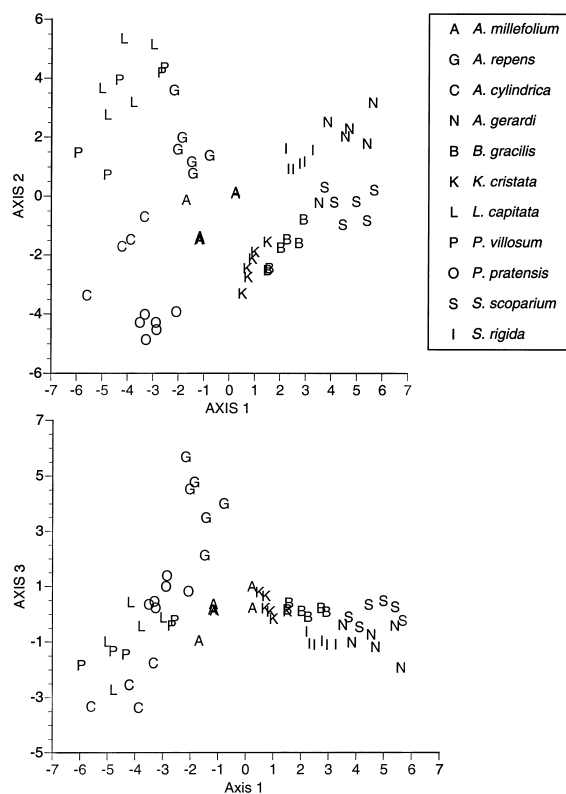 AXIS 2
6
4
2
0
-2
-4
-6
-7 -6 -5 -4 -3 -2 -1 0 1 2 3 4 5 6 7
AXIS 1
A A. millefolium
G A. repens
C A. cylindrica
N A. gerardi
B B. gracilis
K K. cristata
L L. capitata
P P. villosum
O P. pratensis
S S. scoparium
I S. rigida
AXIS 3
7
5
3
1
-1
-3
-5
-7 -6 -5 -4 -3 -2 -1 0 1 2 3 4 5 6 7
Axis 1